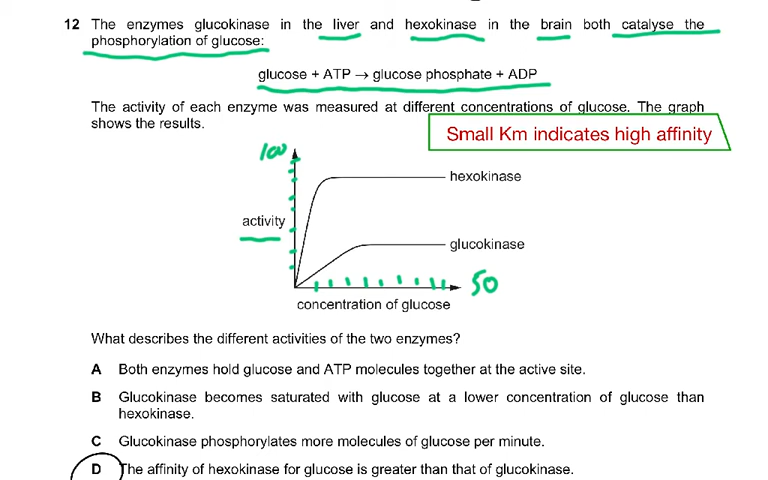 12 The enzymes glucokinase in the liver and hexokinase in the brain both catalyse the
phosphorylation of glucose:
glucose + ATP → glucose phosphate + ADP
The activity of each enzyme was measured at different concentrations of glucose. The graph
shows the results.
Small Km indicates high affinity
100
hexokinase
activity
glucokinase
50
concentration of glucose
What describes the different activities of the two enzymes?
A Both enzymes hold glucose and ATP molecules together at the active site.
B Glucokinase becomes saturated with glucose at a lower concentration of glucose than
hexokinase.
C Glucokinase phosphorylates more molecules of glucose per minute.
D The affinity of hexokinase for glucose is greater than that of glucokinase.